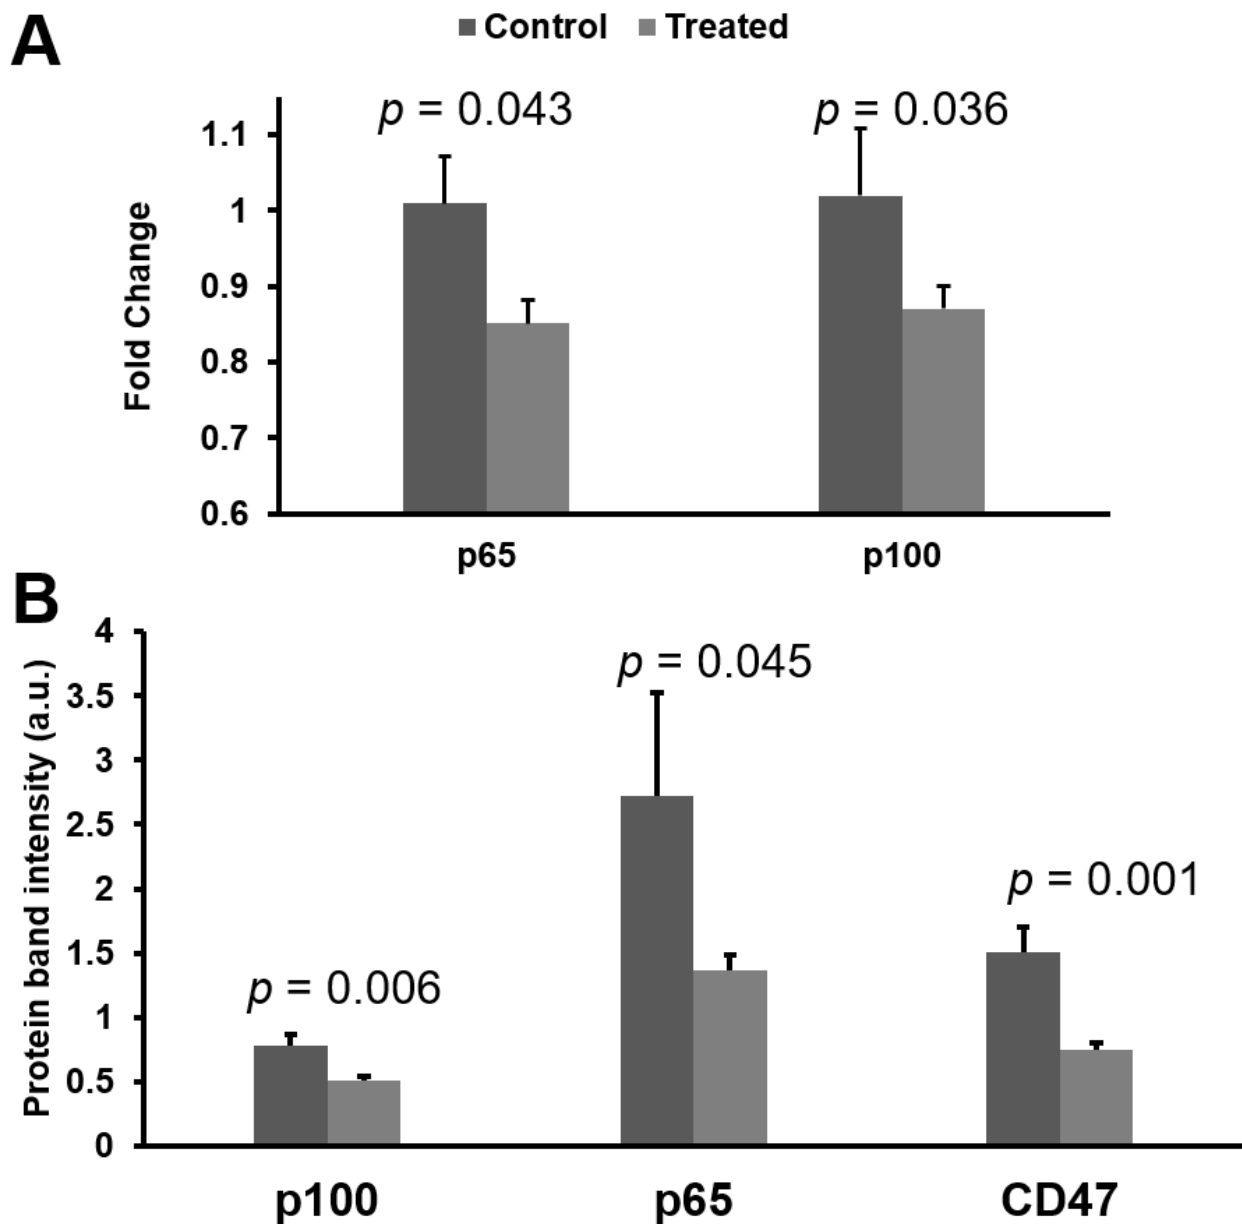 A
Control Treated
p = 0.043 p = 0.036
Fold Change
1.1
1
0.9
0.8
0.7
0.6
p65 p100
B
Protein band intensity (a.u.)
4
3.5
3
2.5
2
1.5
1
0.5
0
p = 0.006 p = 0.045 p = 0.001
p100 p65 CD47